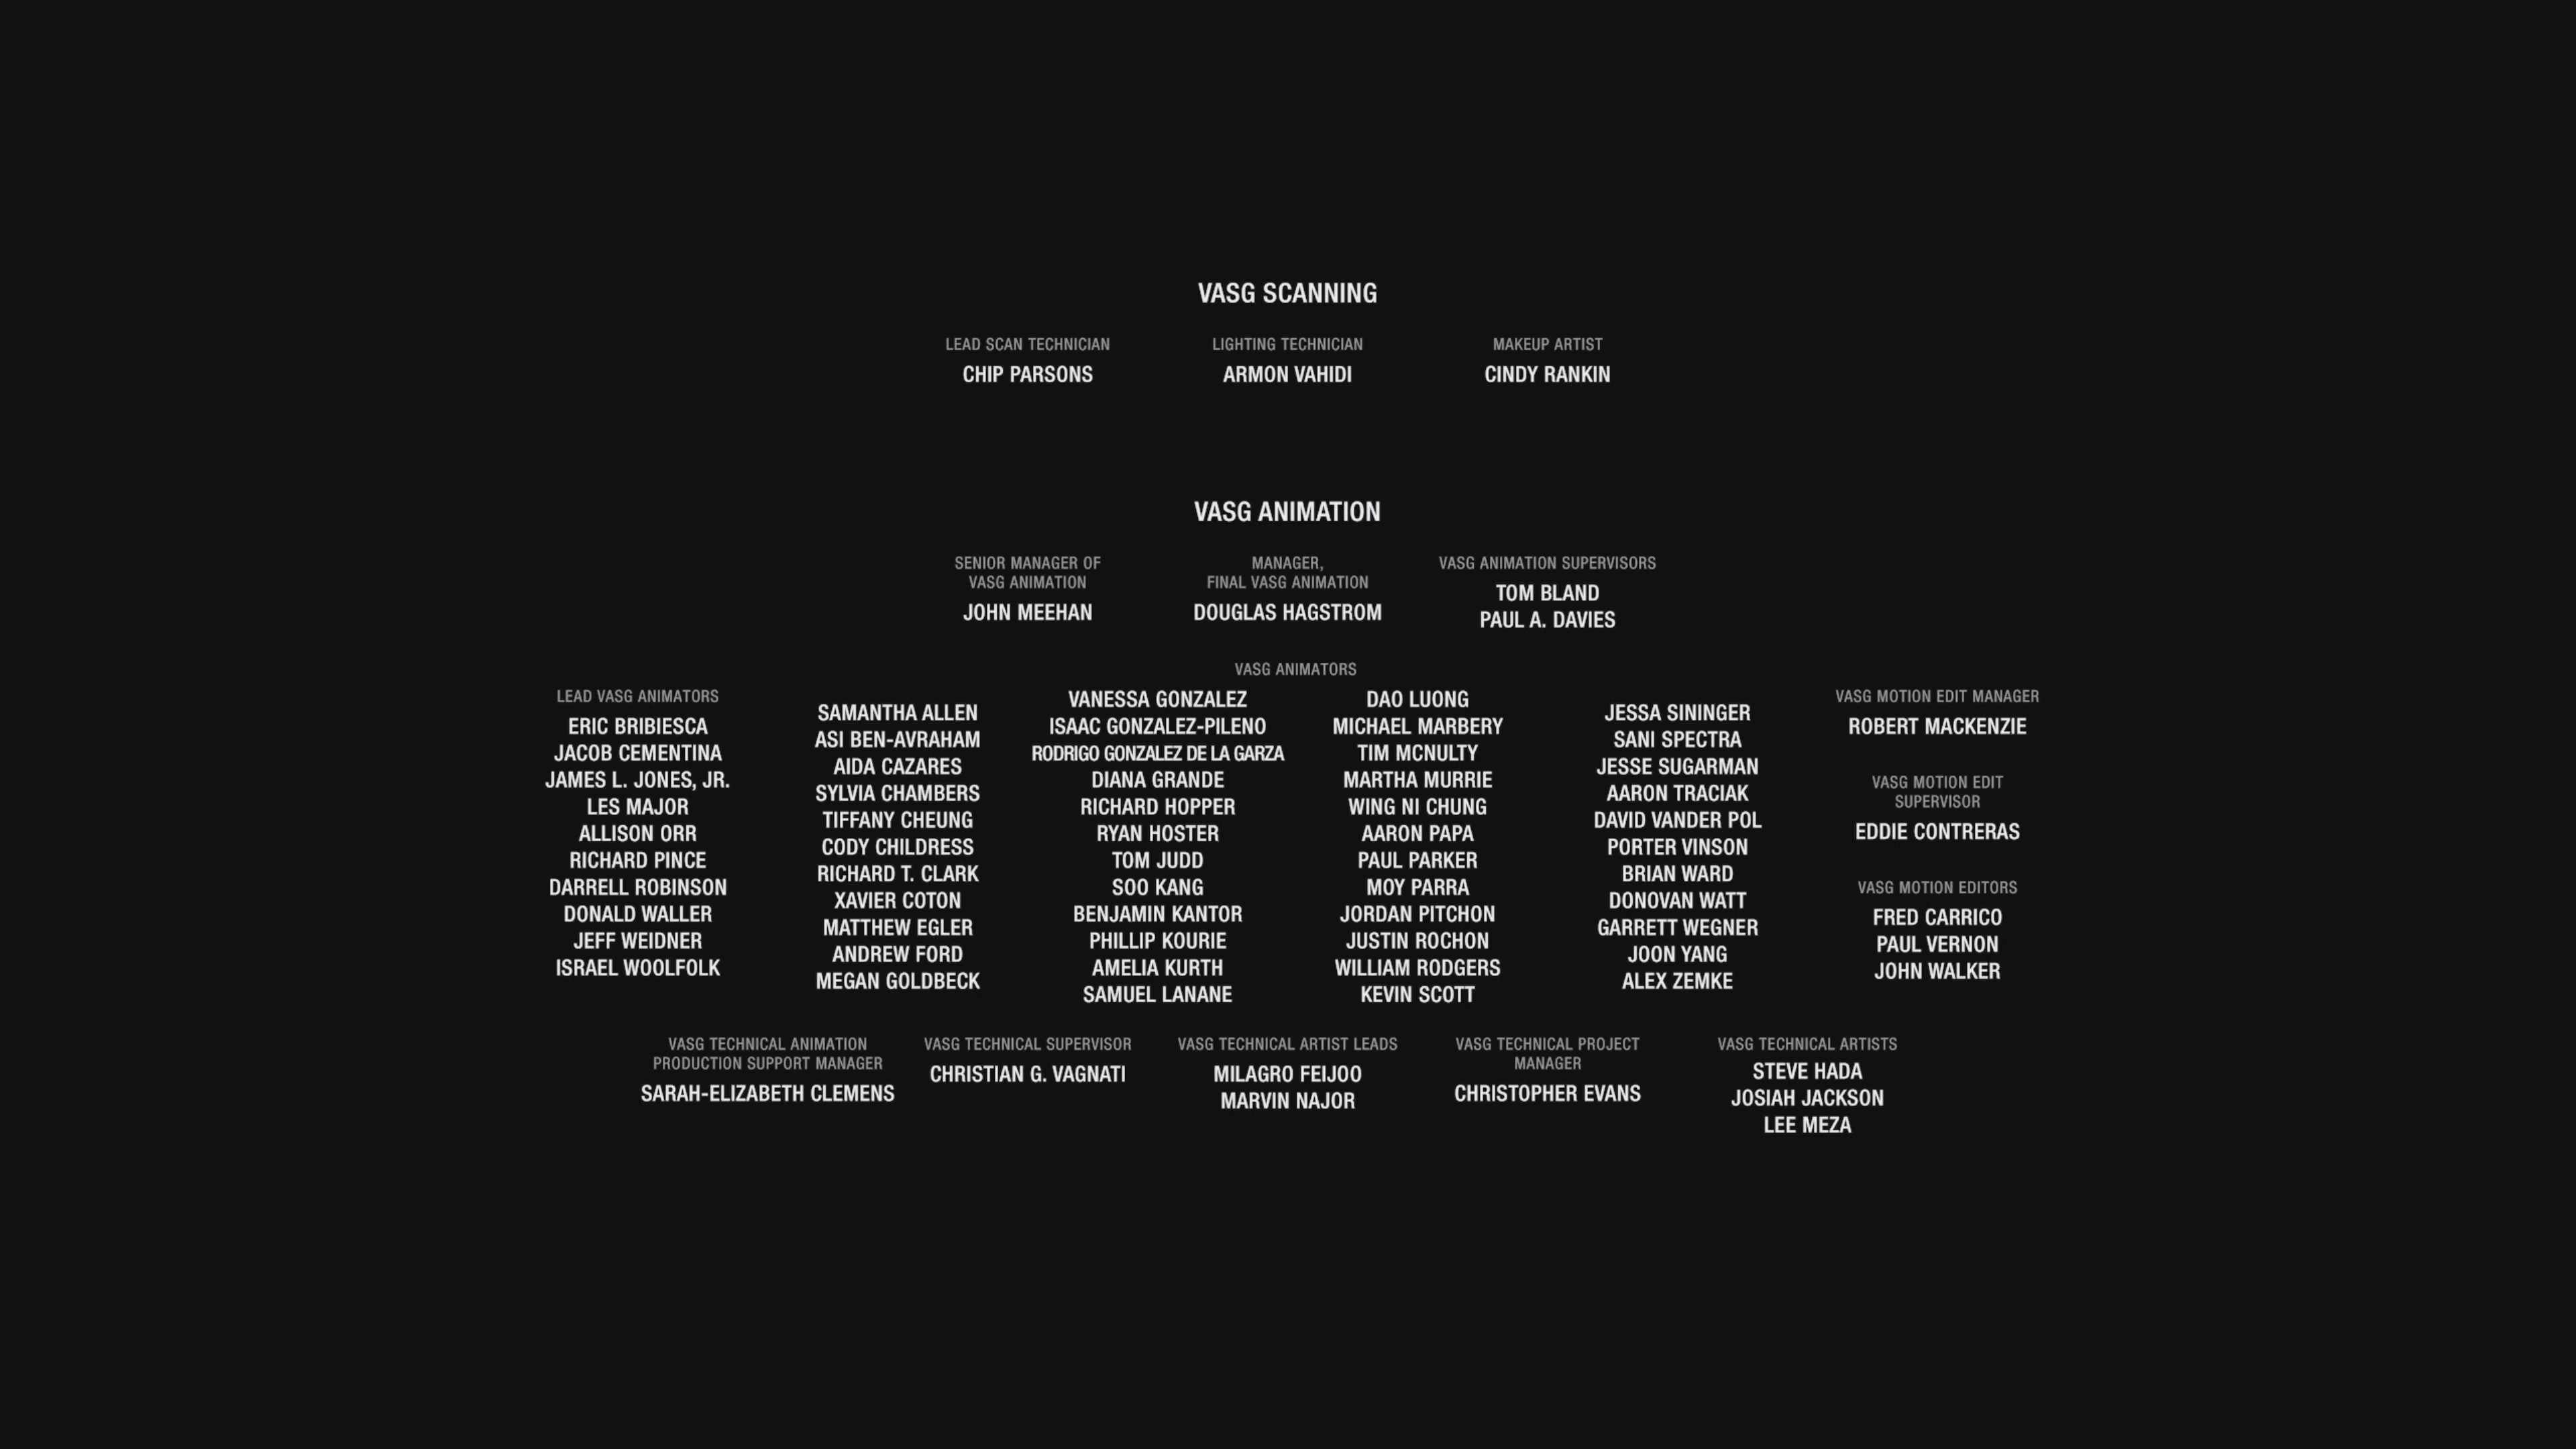 VASG SCANNING
LEAD SCAN TECHNICIAN
CHIP PARSONS
LIGHTING TECHNICIAN
ARMON VAHIDI
MAKEUP ARTIST
CINDY RANKIN
VASG ANIMATION
SENIOR MANAGER OF
VASG ANIMATION
JOHN MEEHAN
MANAGER,
FINAL VASG ANIMATION
DOUGLAS HAGSTROM
VASG ANIMATION SUPERVISORS
TOM BLAND
PAUL A. DAVIES
LEAD VASG ANIMATORS
ERIC BRIBIESCA
JACOB CEMENTINA
JAMES L. JONES, JR.
LES MAJOR
ALLISON ORR
RICHARD PINCE
DARRELL ROBINSON
DONALD WALLER
JEFF WEIDNER
ISRAEL WOOLFOLK
VASG ANIMATORS
SAMANTHA ALLEN
ASI BEN-AVRAHAM
AIDA CAZARES
SYLVIA CHAMBERS
TIFFANY CHEUNG
CODY CHILDRESS
RICHARD T. CLARK
XAVIER COTON
MATTHEW EGLER
ANDREW FORD
MEGAN GOLDBECK
VANESSA GONZALEZ
ISAAC GONZALEZ-PILENO
RODRIGO GONZALEZ DE LA GARZA
DIANA GRANDE
RICHARD HOPPER
RYAN HOSTER
TOM JUDD
SOO KANG
BENJAMIN KANTOR
PHILLIP KOURIE
AMELIA KURTH
SAMUEL LANANE
DAO LUONG
MICHAEL MARBERY
TIM MCNULTY
MARTHA MURRIE
WING NI CHUNG
AARON PAPA
PAUL PARKER
MOY PARRA
JORDAN PITCHON
JUSTIN ROCHON
WILLIAM RODGERS
KEVIN SCOTT
JESSA SININGER
SANI SPECTRA
JESSE SUGARMAN
AARON TRACIAK
DAVID VANDER POL
PORTER VINSON
BRIAN WARD
DONOVAN WATT
GARRETT WEGNER
JOON YANG
ALEX ZEMKE
VASG MOTION EDIT MANAGER
ROBERT MACKENZIE
VASG MOTION EDIT
SUPERVISOR
EDDIE CONTRERAS
VASG MOTION EDITORS
FRED CARRICO
PAUL VERNON
JOHN WALKER
VASG TECHNICAL ANIMATION
PRODUCTION SUPPORT MANAGER
SARAH-ELIZABETH CLEMENS
VASG TECHNICAL SUPERVISOR
CHRISTIAN G. VAGNATI
VASG TECHNICAL ARTIST LEADS
MILAGRO FEIJOO
MARVIN NAJOR
VASG TECHNICAL PROJECT
MANAGER
CHRISTOPHER EVANS
VASG TECHNICAL ARTISTS
STEVE HADA
JOSIAH JACKSON
LEE MEZA